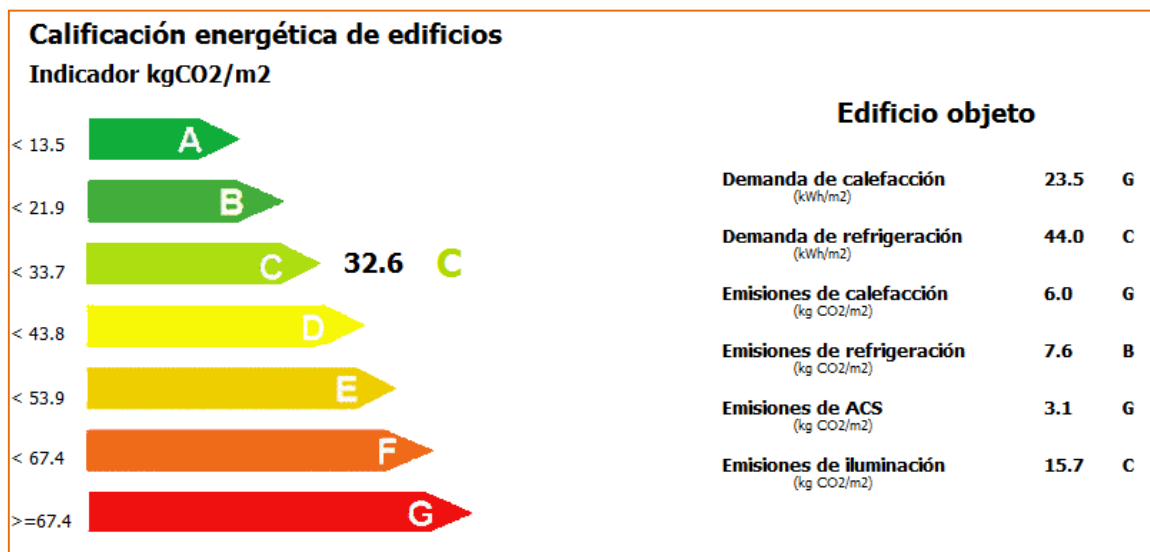 Calificación energética de edificios
Indicador kgCO2/m2
< 13.5 A
< 21.9 B
< 33.7 C 32.6 C
< 43.8 D
< 53.9 E
< 67.4 F
>=67.4 G
Edificio objeto
Demanda de calefacción 23.5 G
(kWh/m2)
Demanda de refrigeración 44.0 C
(kWh/m2)
Emisiones de calefacción 6.0 G
(kg CO2/m2)
Emisiones de refrigeración 7.6 B
(kg CO2/m2)
Emisiones de ACS 3.1 G
(kg CO2/m2)
Emisiones de iluminación 15.7 C
(kg CO2/m2)